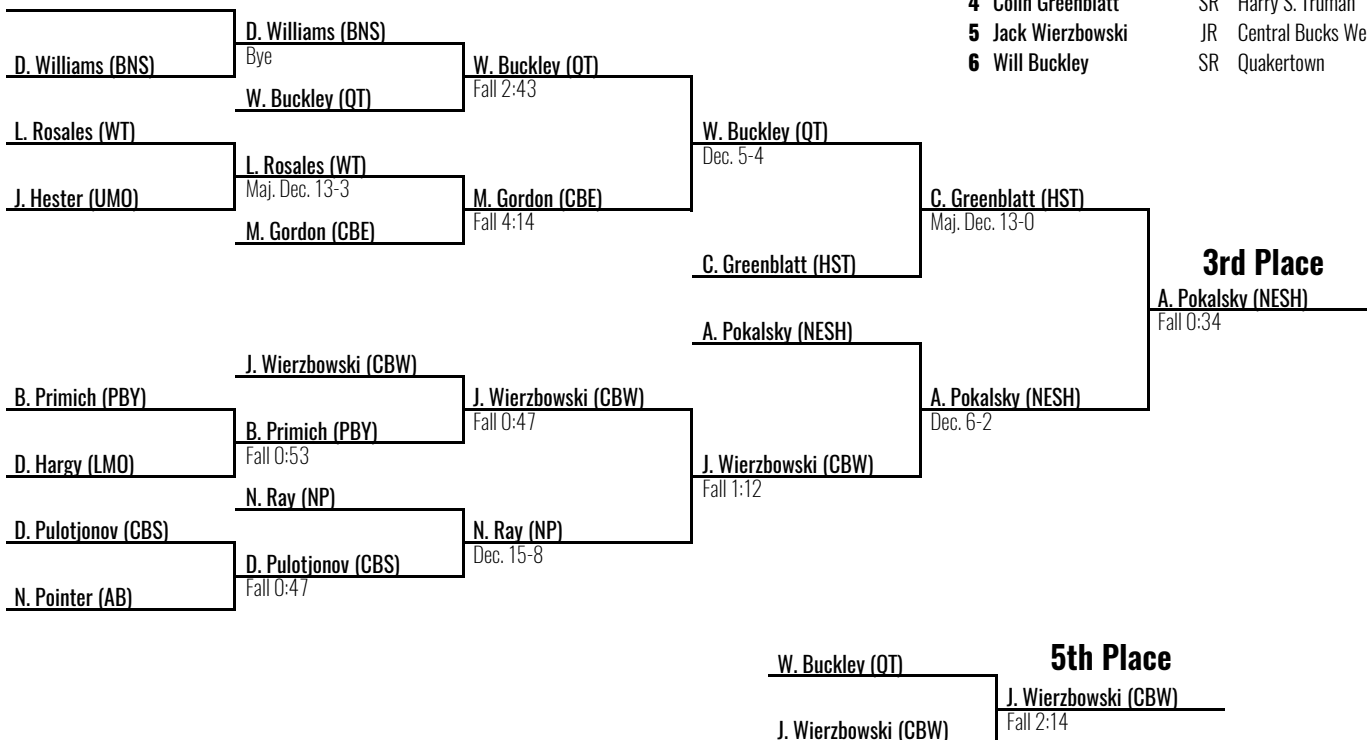 4 Colin Greenblatt SR Harry S. Truman
D. Williams (BNS)
5 Jack Wierzbowski JR Central Bucks We
Bye
D. Williams (BNS)
W. Buckley (QT)
6 Will Buckley SR Quakertown
Fall 2:43
W. Buckley (QT)
L. Rosales (WT)
W. Buckley (QT)
Dec. 5-4
L. Rosales (WT)
Maj. Dec. 13-3
J. Hester (UMO)
M. Gordon (CBE)
C. Greenblatt (HST)
Fall 4:14
Maj. Dec. 13-0
M. Gordon (CBE)
C. Greenblatt (HST)
3rd Place
A. Pokalsky (NESH)
Fall 0:34
A. Pokalsky (NESH)
J. Wierzbowski (CBW)
B. Primich (PBY)
J. Wierzbowski (CBW)
A. Pokalsky (NESH)
Fall 0:47
Dec. 6-2
B. Primich (PBY)
Fall 0:53
D. Hargy (LMO)
J. Wierzbowski (CBW)
Fall 1:12
N. Ray (NP)
D. Pulotjonov (CBS)
N. Ray (NP)
Dec. 15-8
D. Pulotjonov (CBS)
Fall 0:47
N. Pointer (AB)
5th Place
W. Buckley (QT)
J. Wierzbowski (CBW)
Fall 2:14
J. Wierzbowski (CBW)